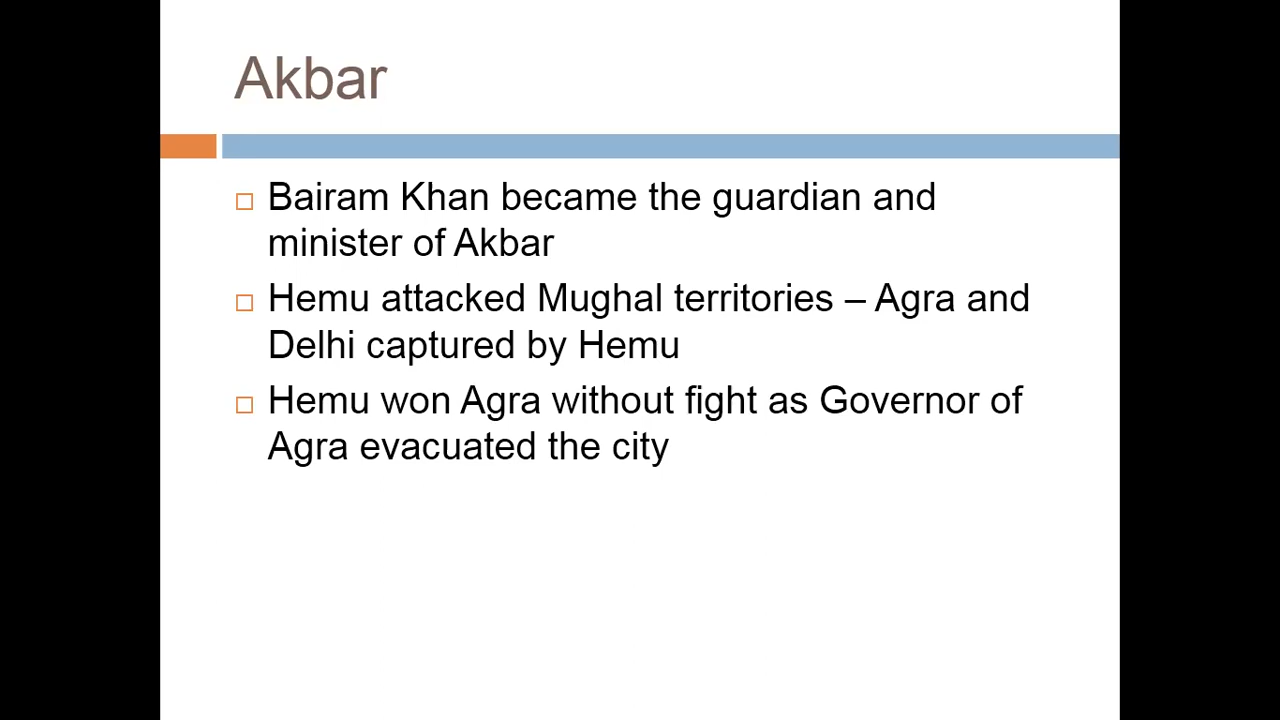 Akbar
Bairam Khan became the guardian and
minister of Akbar
Hemu attacked Mughal territories – Agra and
Delhi captured by Hemu
Hemu won Agra without fight as Governor of
Agra evacuated the city